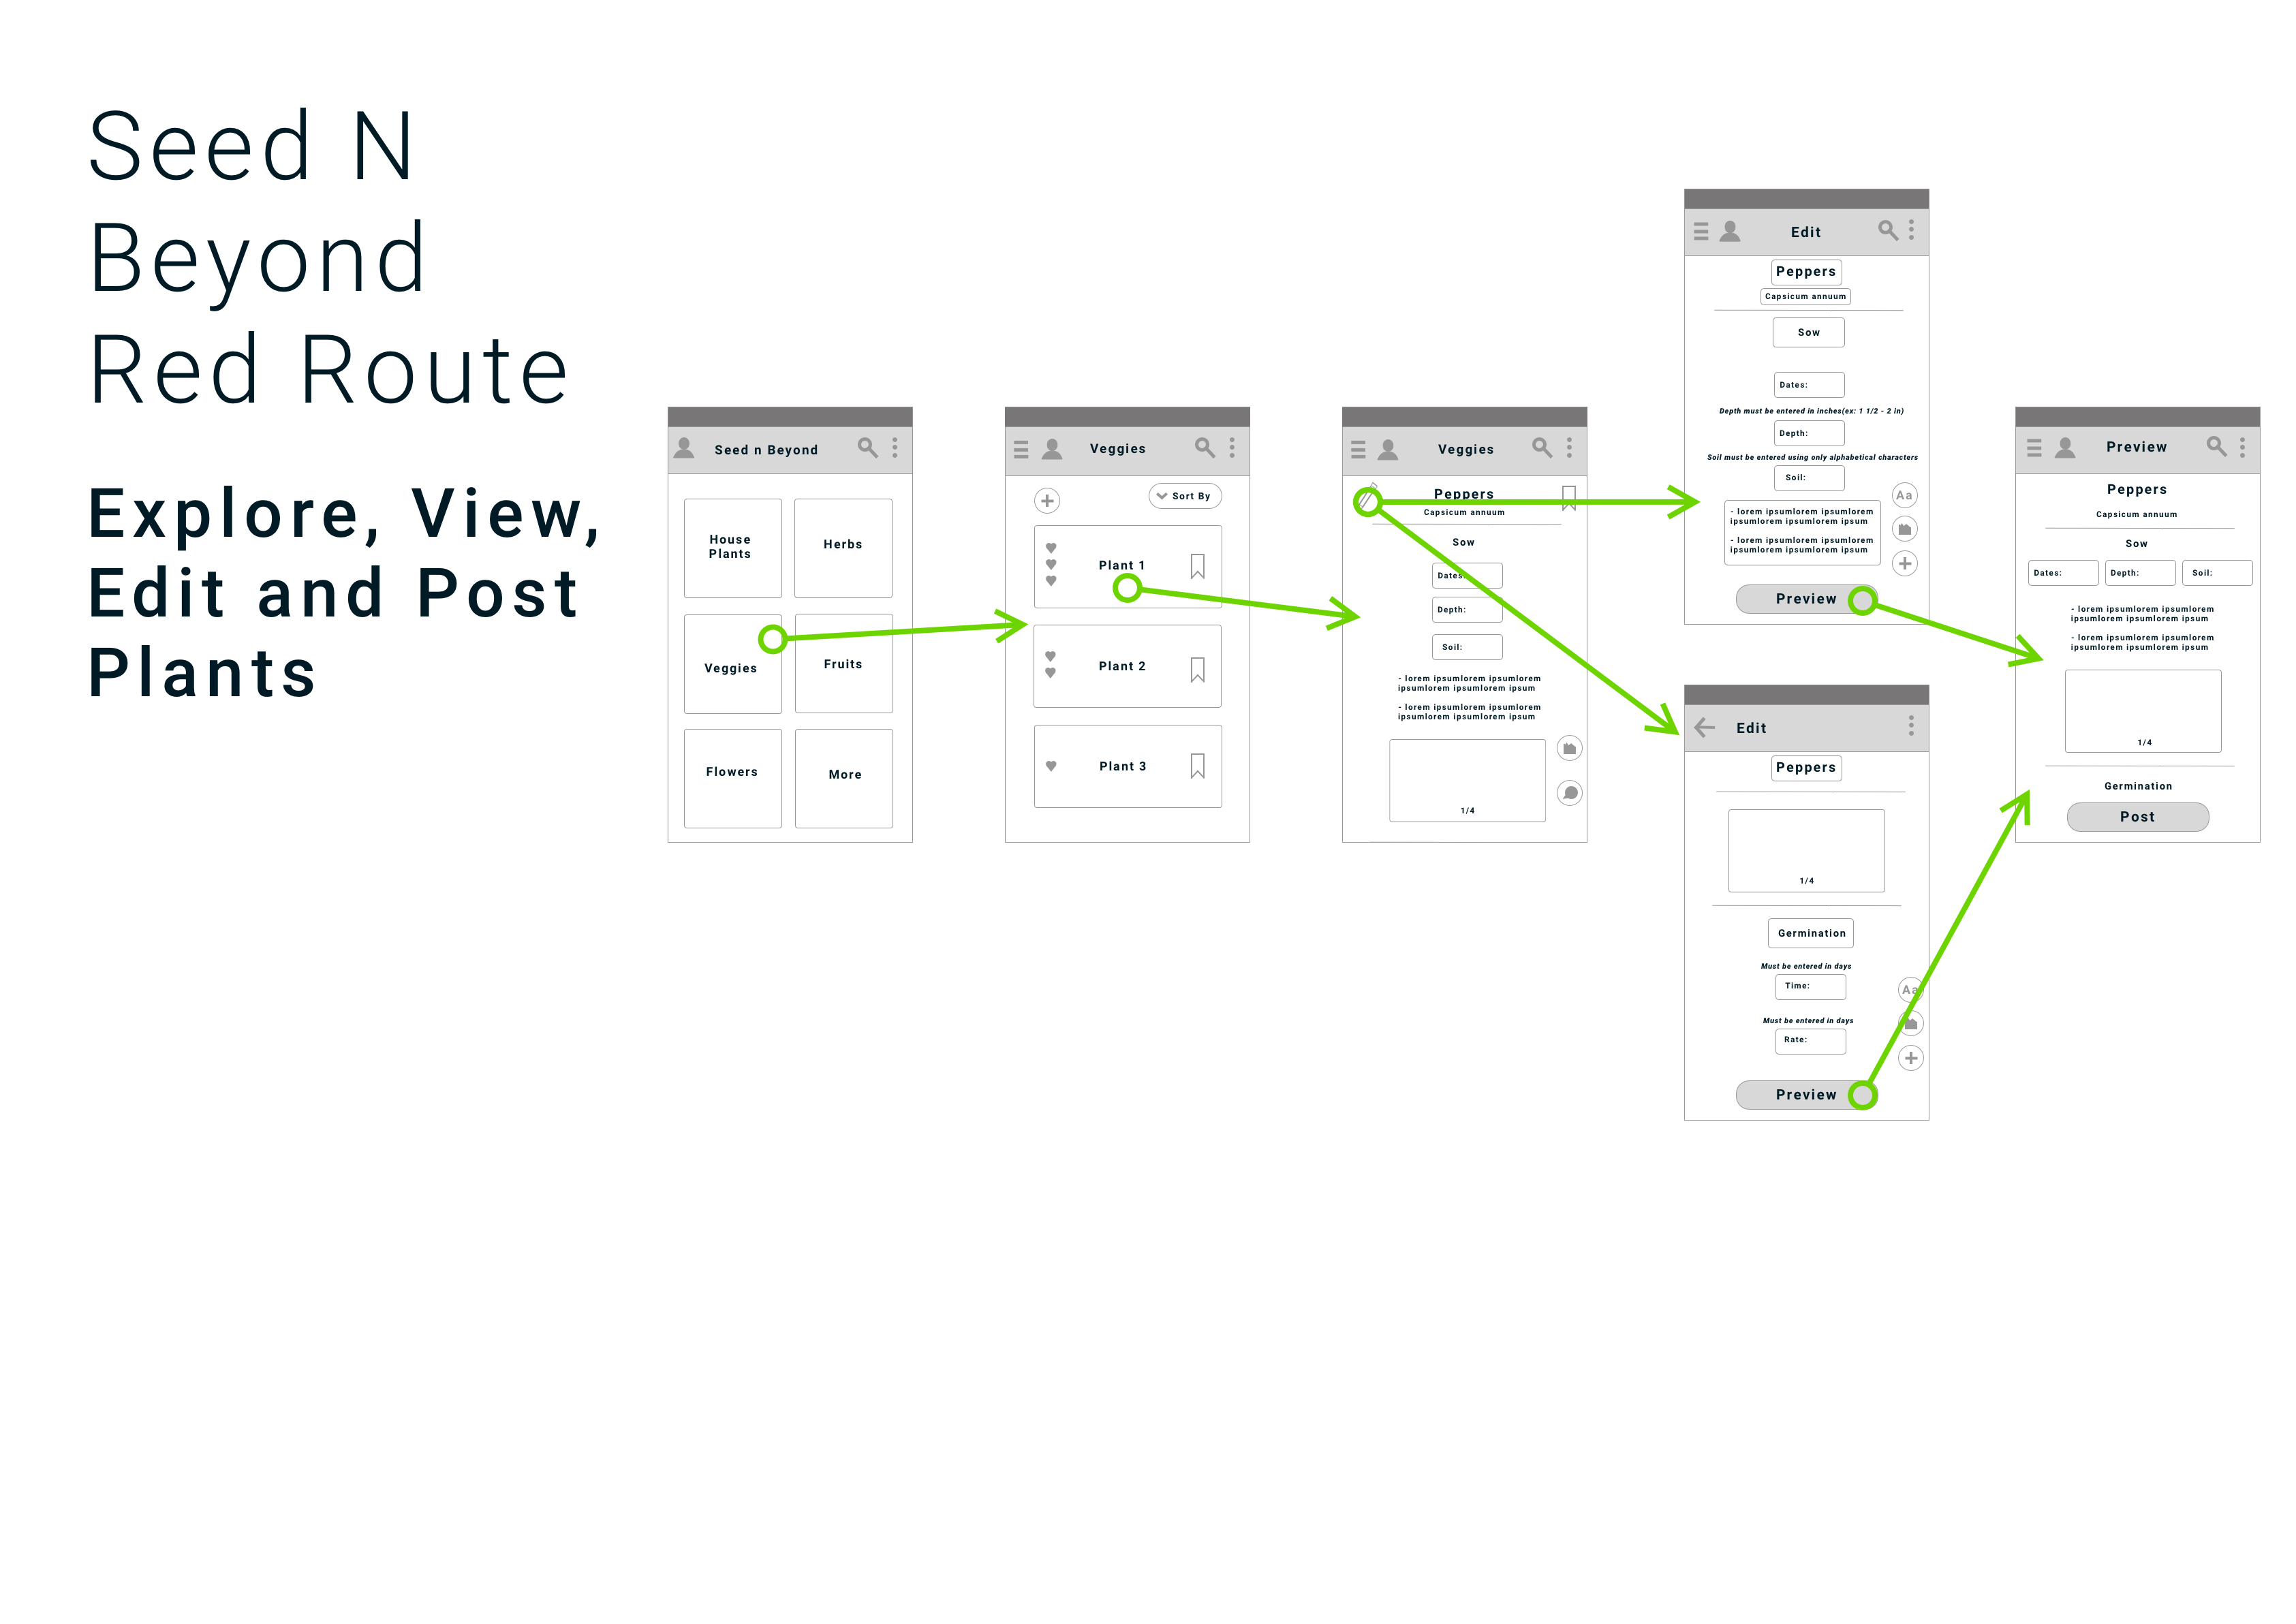 Seed N
Beyond
Red Route
Explore, View,
Edit and Post
Plants
Seed n Beyond
House
Plants
Herbs
Veggies
Fruits
Flowers
More
Veggies
Sort By
Plant 1
Plant 2
Plant 3
Veggies
Peppers
Capsicum annuum
Sow
Dates:
Depth:
Soil:
- lorem ipsumlorem ipsumlorem
ipsumlorem ipsumlorem ipsum
- lorem ipsumlorem ipsumlorem
ipsumlorem ipsumlorem ipsum
1/4
Edit
Peppers
Capsicum annuum
Sow
Dates:
Depth must be entered in inches(ex: 1 1/2 - 2 in)
Depth:
Soil must be entered using only alphabetical characters
Soil:
Aa
- lorem ipsumlorem ipsumlorem
ipsumlorem ipsumlorem ipsum
- lorem ipsumlorem ipsumlorem
ipsumlorem ipsumlorem ipsum
Preview
Edit
Peppers
1/4
Germination
Must be entered in days
Time:
Aa
Must be entered in days
Rate:
Preview
Preview
Peppers
Capsicum annuum
Sow
Dates:
Depth:
Soil:
- lorem ipsumlorem ipsumlorem
ipsumlorem ipsumlorem ipsum
- lorem ipsumlorem ipsumlorem
ipsumlorem ipsumlorem ipsum
1/4
Germination
Post